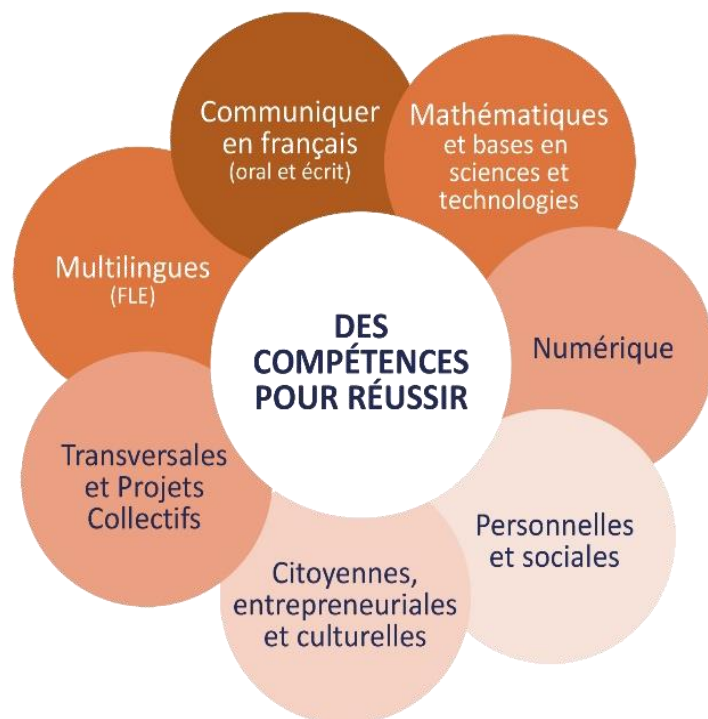 Communiquer
en français
(oral et écrit)
Mathématiques
et bases en
sciences et
technologies
Multilingues
(FLE)
DES
COMPÉTENCES
POUR RÉUSSIR
Numérique
Transversales
et Projets
Collectifs
Personnelles
et sociales
Citoyennes,
entrepreneuriales
et culturelles